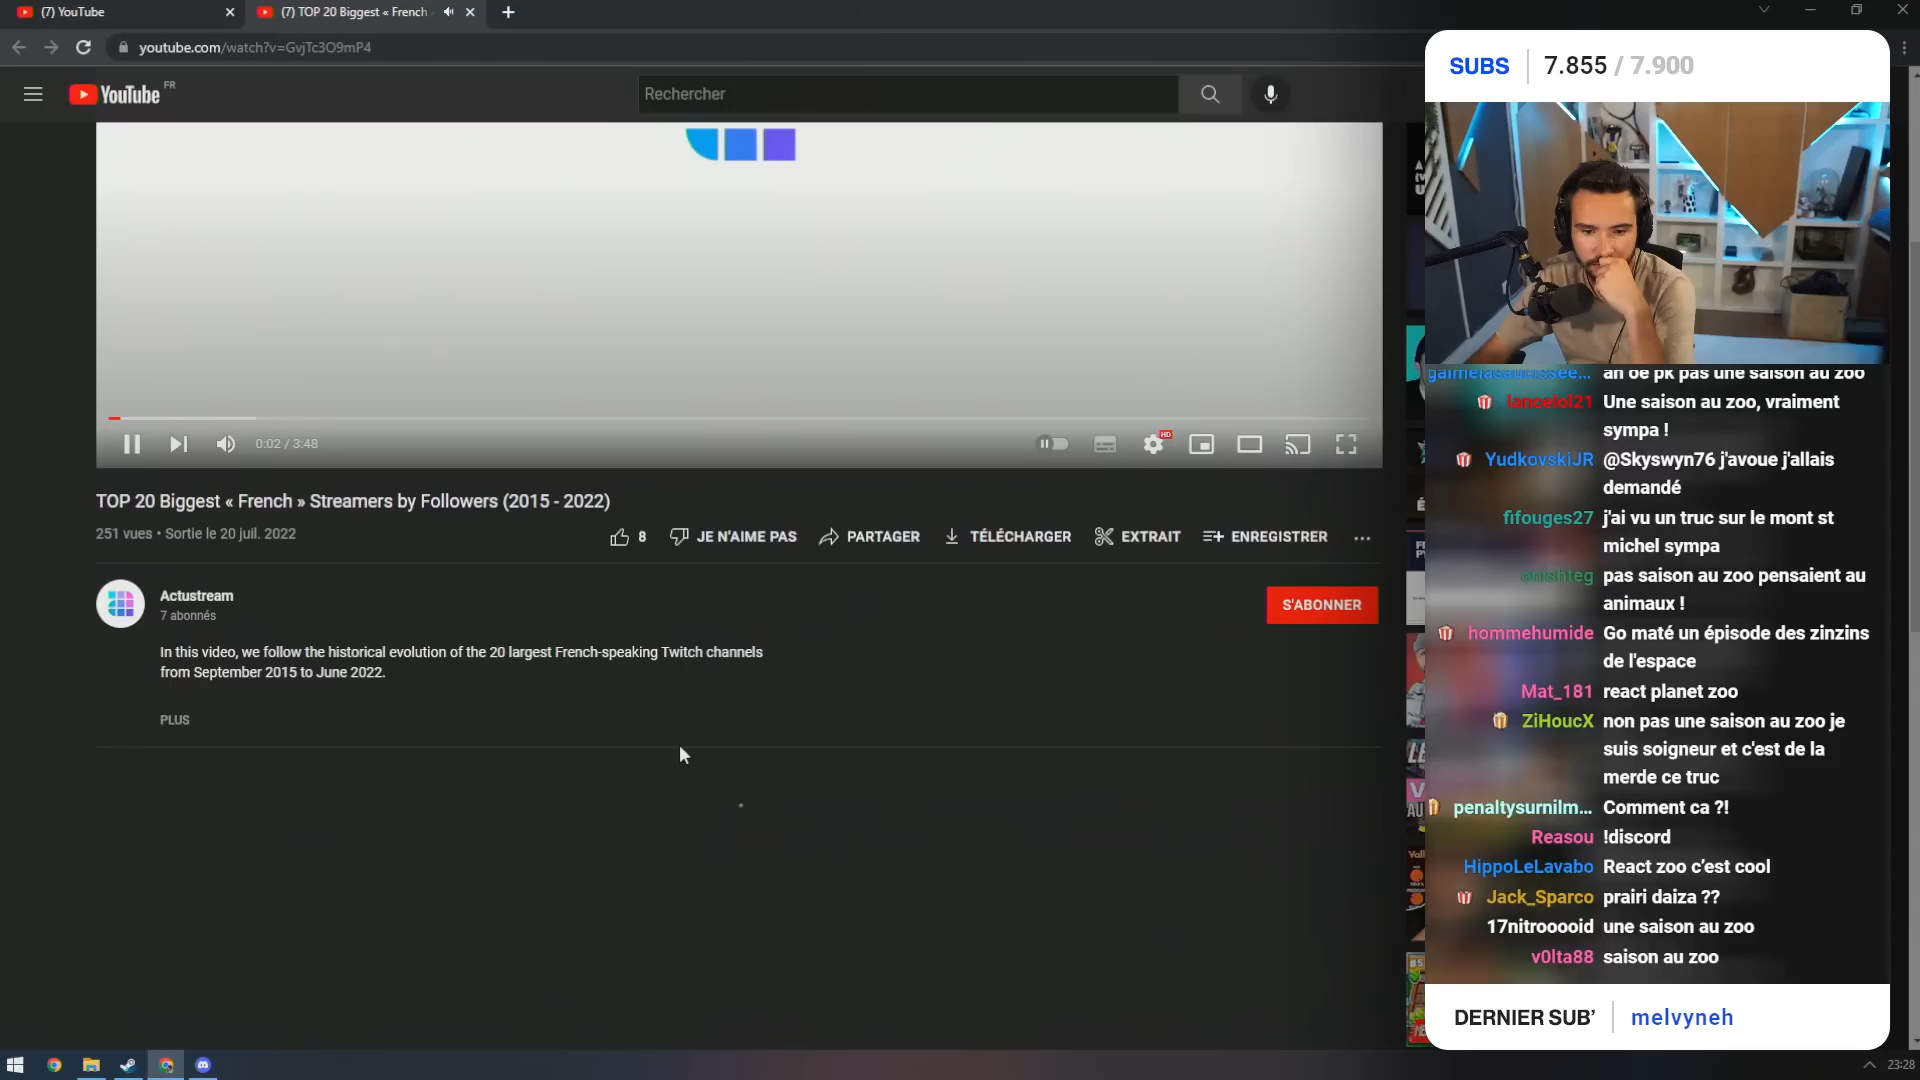 (7) YouTube
(7) TOP 20 Biggest « French
youtube.com/watch?v=GvjTc3O9mP4
YouTube FR
Rechercher
0:02 / 3:48
HD
TOP 20 Biggest « French » Streamers by Followers (2015 - 2022)
251 vues • Sortie le 20 juil. 2022
8
JE N'AIME PAS
PARTAGER
TÉLÉCHARGER
EXTRAIT
ENREGISTRER
Actustream
7 abonnés
S'ABONNER
In this video, we follow the historical evolution of the 20 largest French-speaking Twitch channels
from September 2015 to June 2022.
PLUS
SUBS 7.855 / 7.900
ah oe pk pas une saison au zoo
lancelol21 Une saison au zoo, vraiment
sympa !
YudkovskiJR @Skyswyn76 j'avoue j'allais
demandé
fifouges27 j'ai vu un truc sur le mont st
michel sympa
pas saison au zoo pensaient au
animaux !
hommehumide Go maté un épisode des zinzins
de l'espace
Mat_181 react planet zoo
ZiHoucX non pas une saison au zoo je
suis soigneur et c'est de la
merde ce truc
penaltysurnilm... Comment ca ?!
Reasou !discord
HippoLeLavabo React zoo c’est cool
Jack_Sparco prairi daiza ??
17nitrooooid une saison au zoo
v0lta88 saison au zoo
DERNIER SUB’ melvyneh
23:28